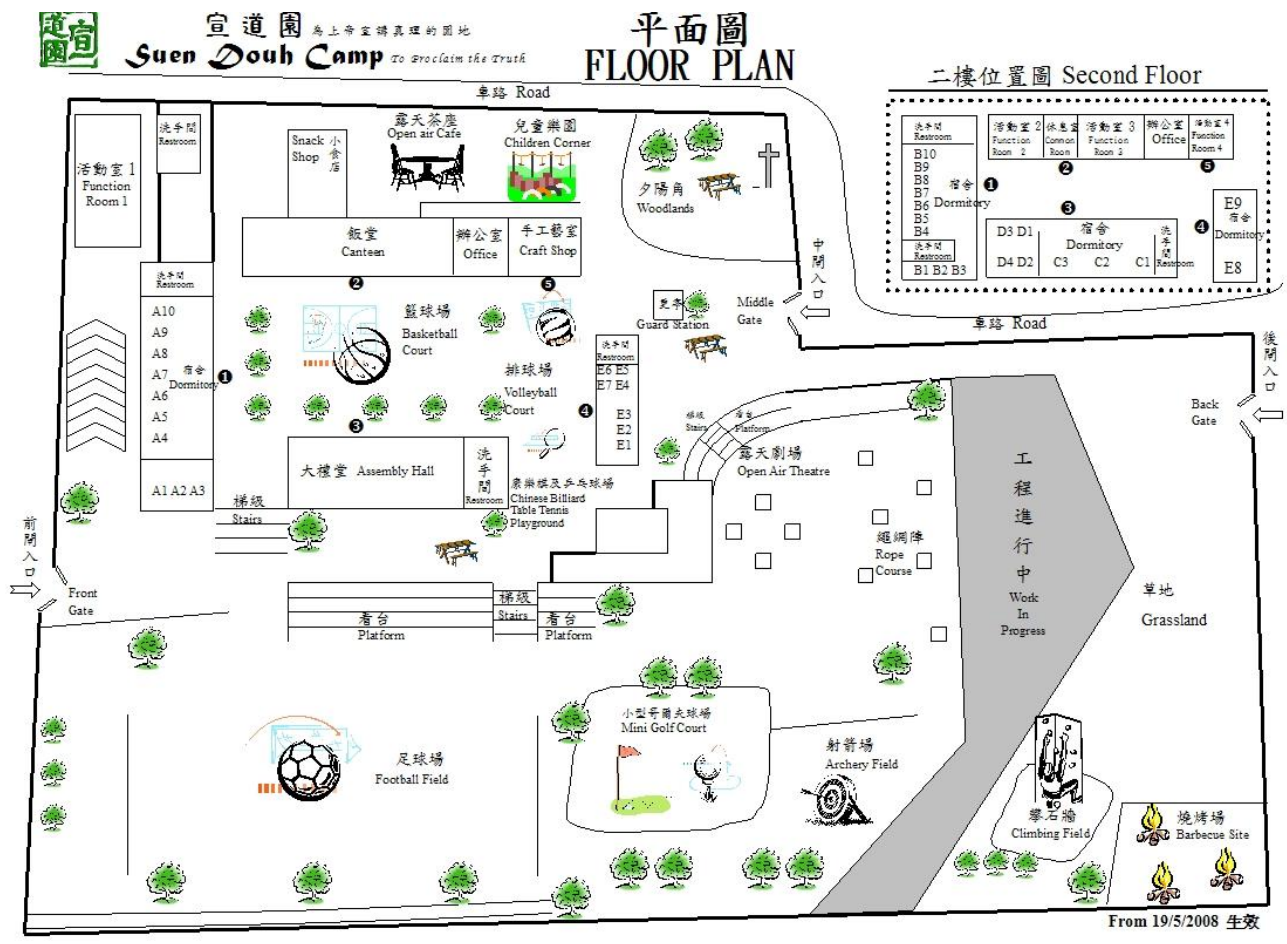 宣道園
宣道園 為上帝宣講真理的園地
Suen Douh Camp To Proclaim the Truth
平面圖
FLOOR PLAN
車路 Road
二樓位置圖 Second Floor
洗手間
Restroom
B10
B9
B8
B7
B6
B5
B4
宿舍
Dormitory
❶
洗手間
Restroom
B1 B2 B3
活動室 2
Function
Room 2
休息室
Common
Room
❷
活動室 3
Function
Room 3
辦公室
Office
活動室 4
Function
Room 4
❺
❸
D3 D1
D4 D2
宿舍
Dormitory
C3 C2 C1
洗手間
Restroom
❹
E9
宿舍
Dormitory
E8
車路 Road
活動室 1
Function
Room 1
洗手間
Restroom
Snack
Shop
小食店
露天茶座
Open air Cafe
兒童樂園
Children Corner
夕陽角
Woodlands
飯堂
Canteen
辦公室
Office
手工藝室
Craft Shop
❷
❺
中閘入口
Middle
Gate
更亭
Guard Station
洗手間
Restroom
A10
A9
A8
A7
A6
A5
A4
宿舍
Dormitory
❶
A1 A2 A3
籃球場
Basketball
Court
排球場
Volleyball
Court
洗手間
Restroom
E6 E5
E7 E4
E3
E2
E1
❹
❸
大禮堂 Assembly Hall
洗手間
Restroom
康樂棋及乒乓球場
Chinese Billiard
Table Tennis
Playground
梯級
Stairs
梯級
Stairs
看台
Platform
露天劇場
Open Air Theatre
繩網陣
Rope
Course
工程進行中
Work
In
Progress
後閘入口
Back
Gate
草地
Grassland
前閘入口
Front
Gate
看台
Platform
梯級
Stairs
看台
Platform
足球場
Football Field
小型哥爾夫球場
Mini Golf Court
射箭場
Archery Field
攀石牆
Climbing Field
燒烤場
Barbecue Site
From 19/5/2008 生效